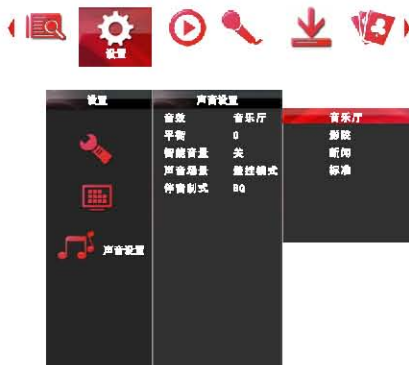 设置
设置 声音设置
音效 音乐厅 音乐厅
平衡 0 影院
智能音量 关 新闻
声音场景 壁挂模式 标准
伴音制式 BG
声音设置